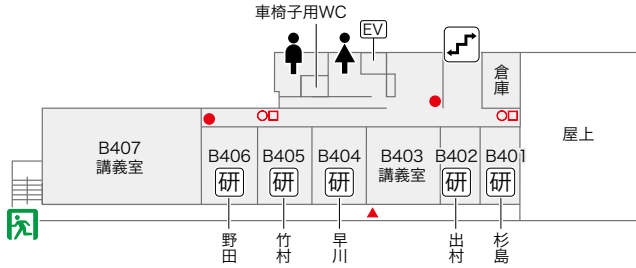 車椅子用WC
EV
倉庫
屋上
B407
講義室
B406
研
B405
研
B404
研
B403
講義室
B402
研
B401
研
野田
竹村
早川
出村
杉島